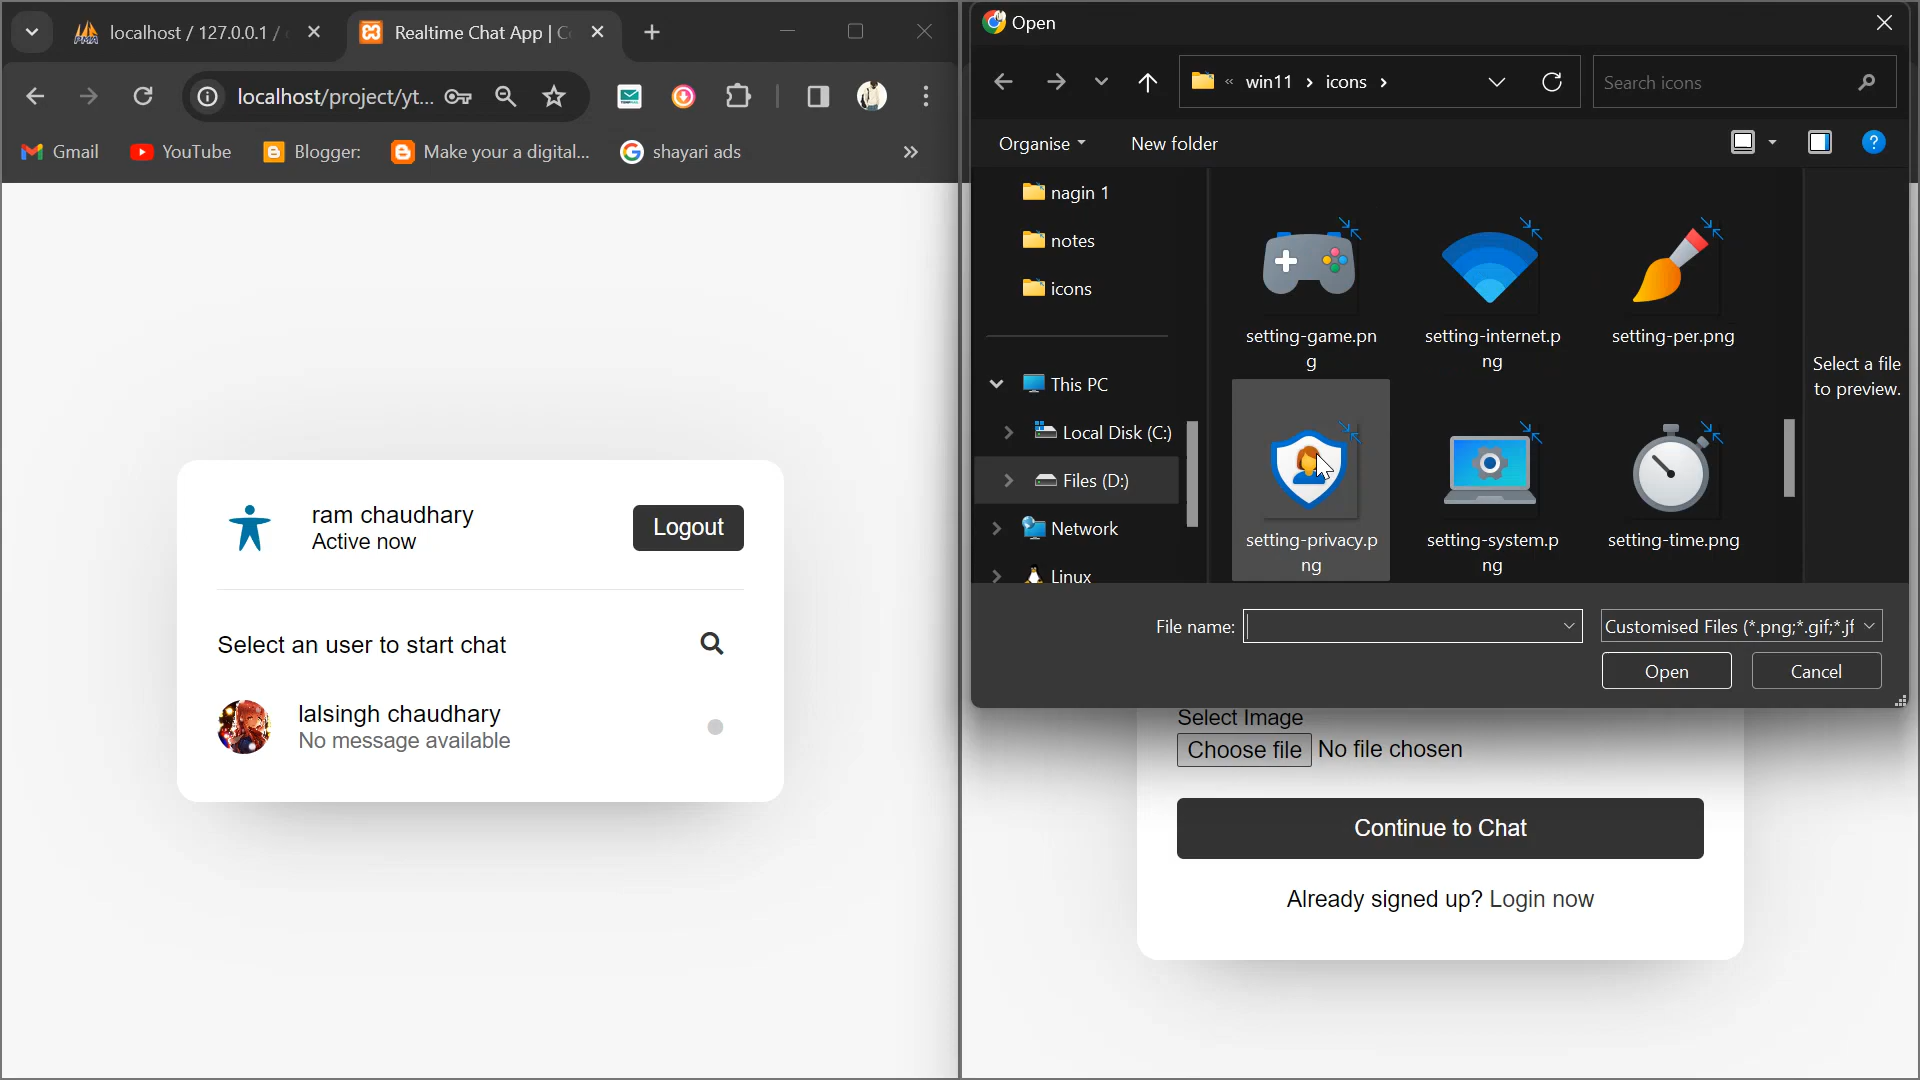 localhost / 127.0.0.1 /
Realtime Chat App | C
localhost/project/yt...
Gmail
YouTube
Blogger:
Make your a digital...
shayari ads
»
ram chaudhary
Active now
Logout
Select an user to start chat
lalsingh chaudhary
No message available
Open
« win11 › icons ›
Search icons
Organise
New folder
nagin 1
notes
icons
This PC
Local Disk (C:)
Files (D:)
Network
Linux
setting-game.pn
g
setting-internet.p
ng
setting-per.png
setting-privacy.p
ng
setting-system.p
ng
setting-time.png
Select a file
to preview.
File name:
Customised Files (*.png;*.gif;*.jf
Open
Cancel
Select Image
Choose file No file chosen
Continue to Chat
Already signed up? Login now